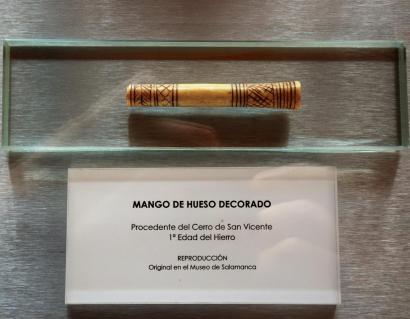 MANGO DE HUESO DECORADO
Procedente del Cerro de San Vicente
1ª Edad del Hierro
REPRODUCCIÓN
Original en el Museo de Salamanca